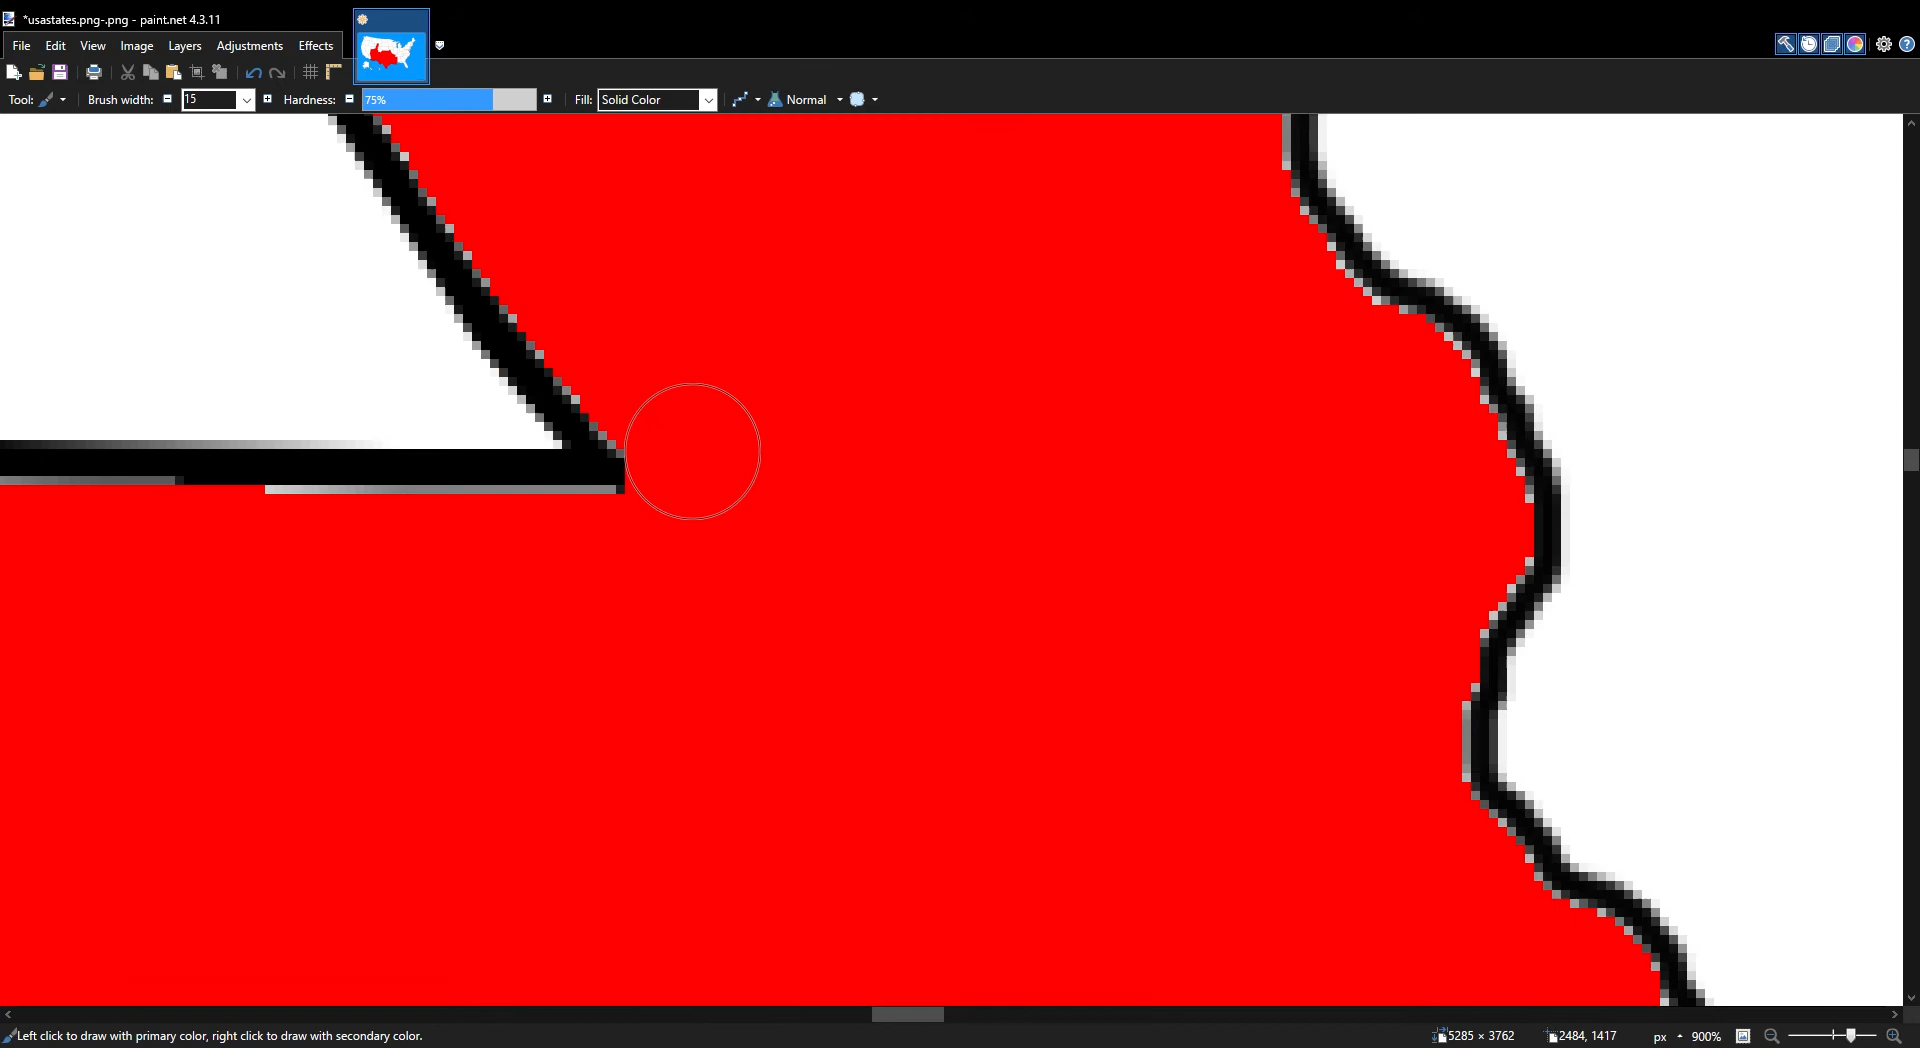 *usastates.png-.png - paint.net 4.3.11
File Edit View Image Layers Adjustments Effects
Tool: Brush width: 15 Hardness: 75% Fill: Solid Color Normal
Left click to draw with primary color, right click to draw with secondary color. 5285 × 3762 2484, 1417 px 900%